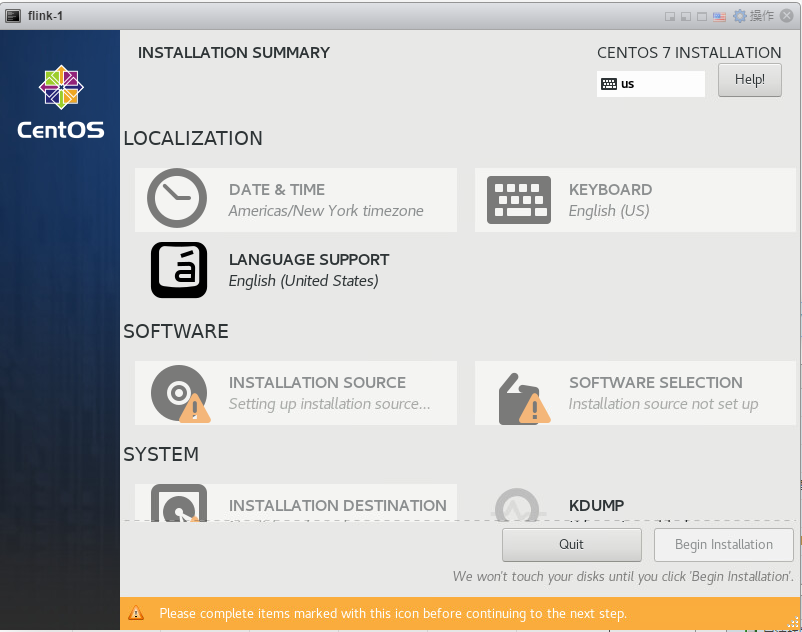 flink-1
操作
INSTALLATION SUMMARY
CENTOS 7 INSTALLATION
us
Help!
CentOS
LOCALIZATION
DATE & TIME
Americas/New York timezone
KEYBOARD
English (US)
á
LANGUAGE SUPPORT
English (United States)
SOFTWARE
INSTALLATION SOURCE
Setting up installation source...
SOFTWARE SELECTION
Installation source not set up
SYSTEM
INSTALLATION DESTINATION
KDUMP
Quit
Begin Installation
We won't touch your disks until you click 'Begin Installation'.
Please complete items marked with this icon before continuing to the next step.